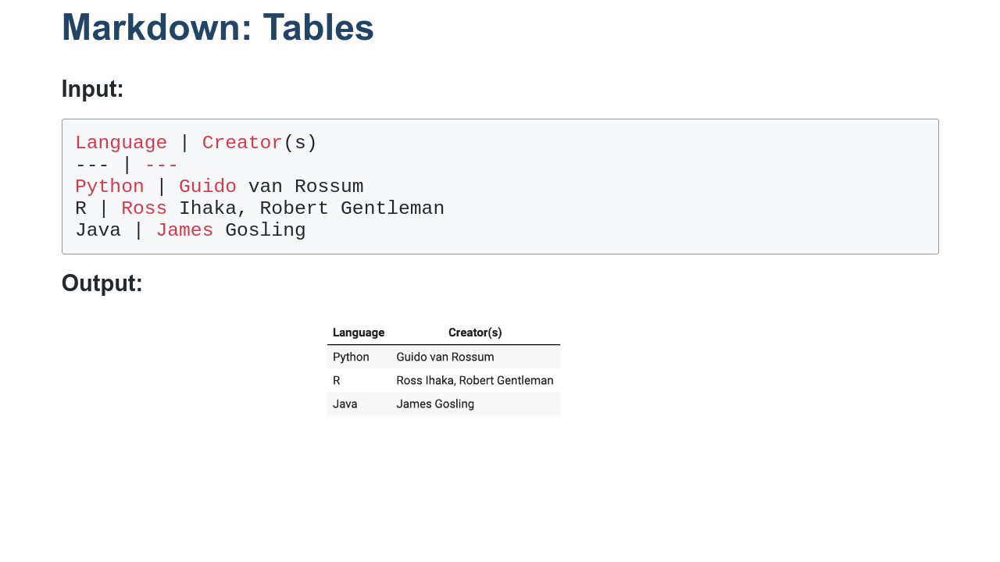 Markdown: Tables
Input:
Language | Creator(s)
--- | ---
Python | Guido van Rossum
R | Ross Ihaka, Robert Gentleman
Java | James Gosling
Output:
Language Creator(s)
Python Guido van Rossum
R Ross Ihaka, Robert Gentleman
Java James Gosling